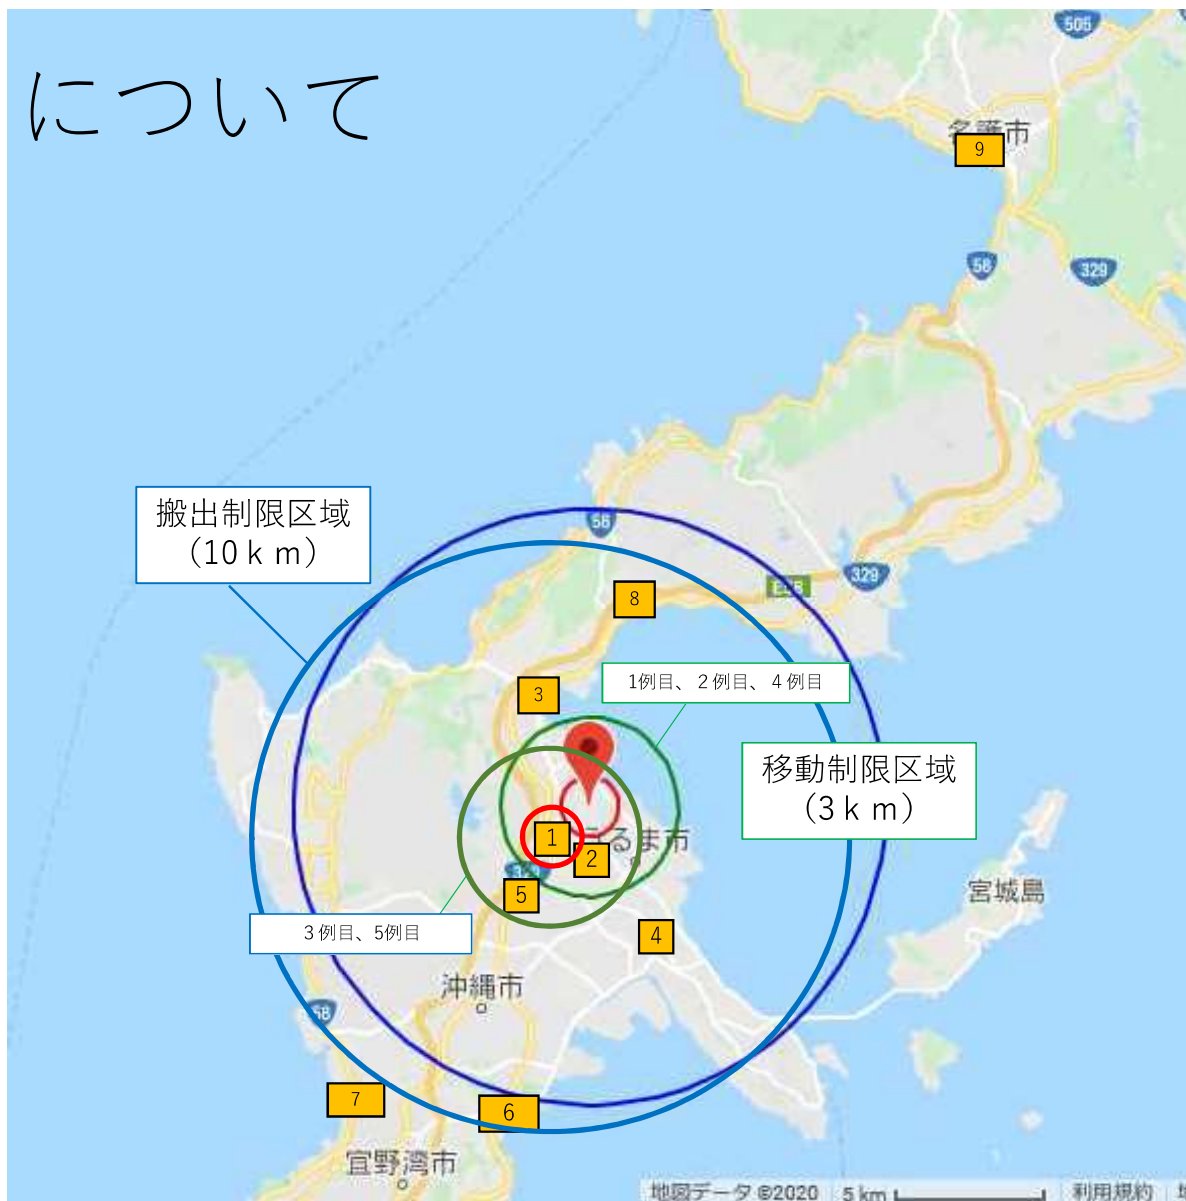 について
505
名護市
9
58
329
搬出制限区域
(10ｋｍ)
58
329
8
1例目、２例目、４例目
3
移動制限区域
(3ｋｍ)
1
うるま市
2
5
宮城島
３例目、5例目
4
沖縄市
58
7
6
宜野湾市
地図データ ©2020
5 km
利用規約